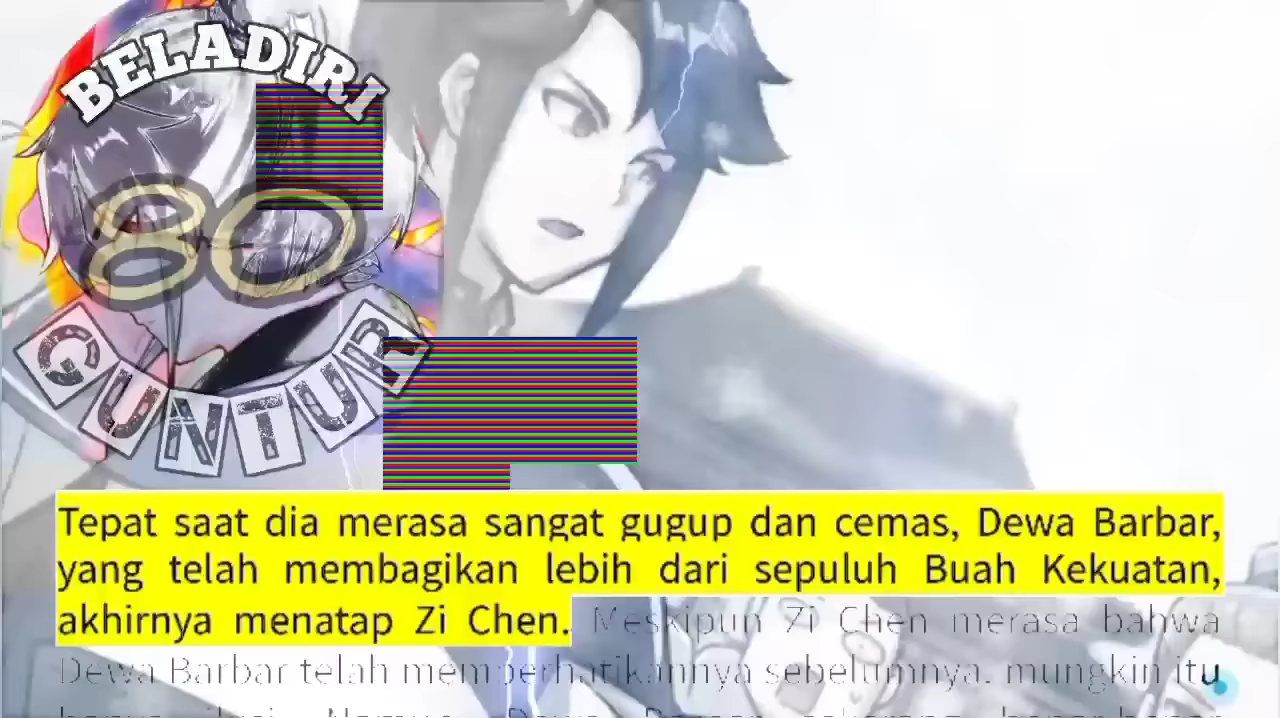 BELADIRI
80
GUNTUR
Tepat saat dia merasa sangat gugup dan cemas, Dewa Barbar,
yang telah membagikan lebih dari sepuluh Buah Kekuatan,
akhirnya menatap Zi Chen. Meskipun Zi Chen merasa bahwa
Dewa Barbar telah memperhatikannya sebelumnya, mungkin itu